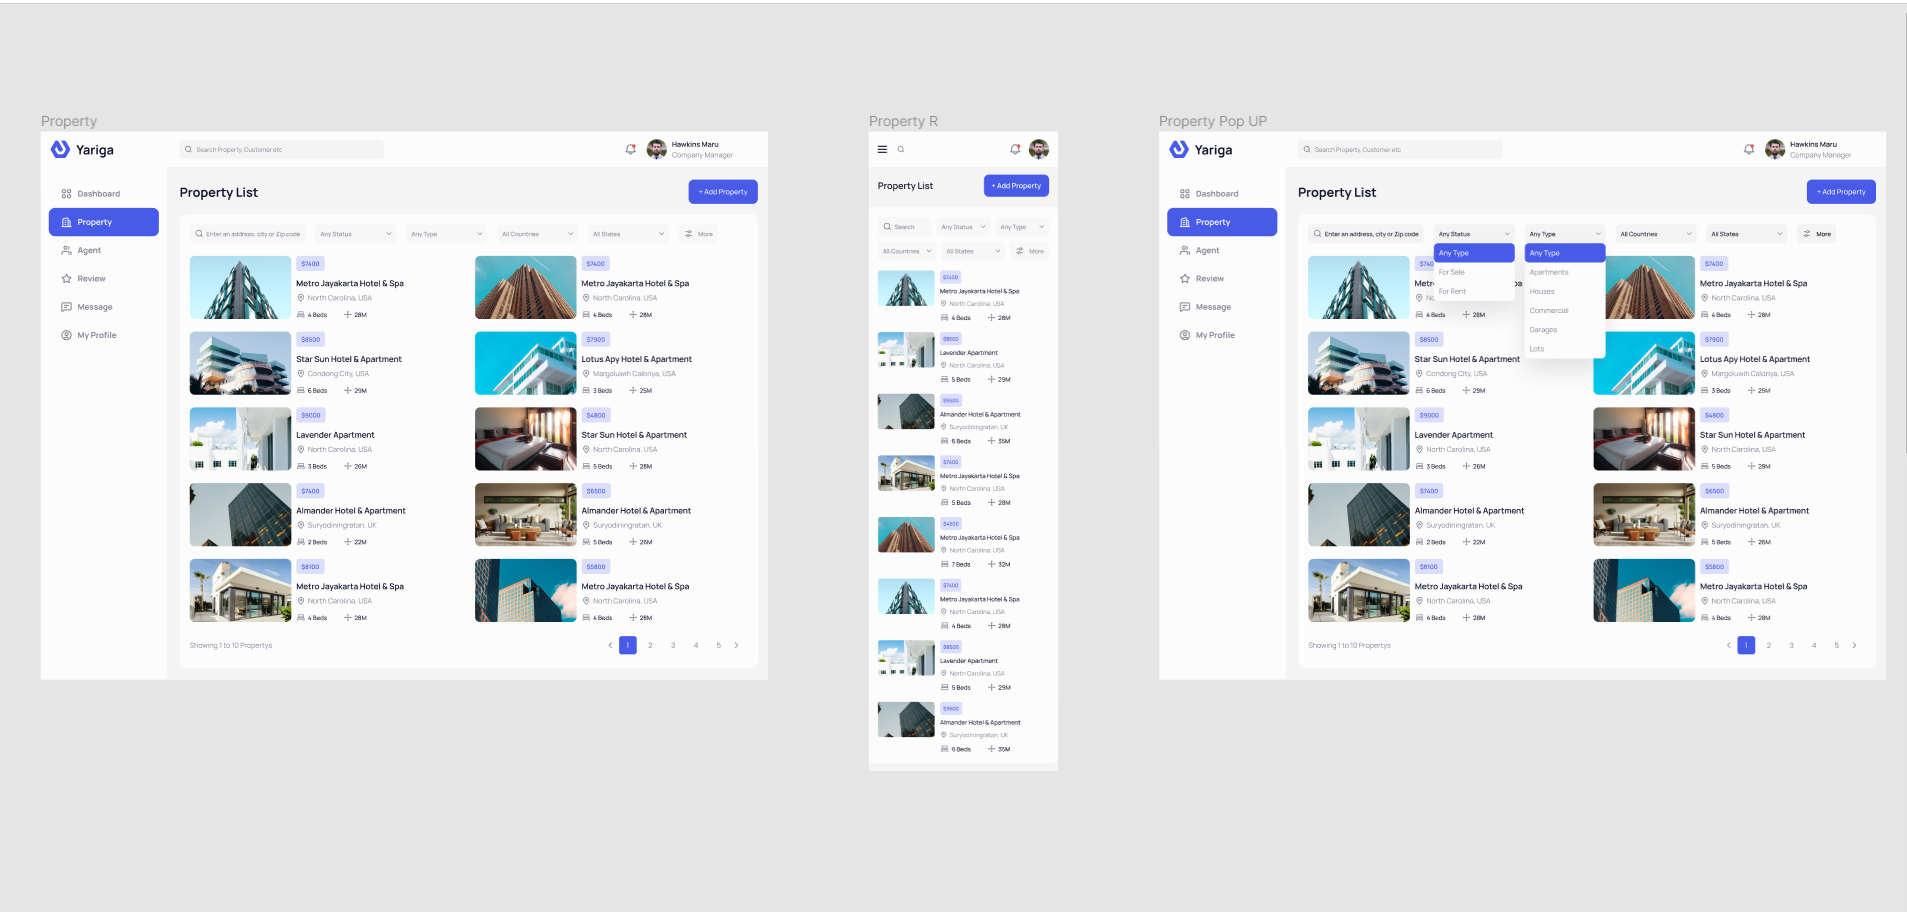 Property
Yariga
Search Property, Customer etc
Hawkins Maru
Company Manager
Dashboard
Property
Agent
Review
Message
My Profile
Property List
+ Add Property
Enter an address, city or Zip code
Any Status
Any Type
All Countries
All States
More
$7400
Metro Jayakarta Hotel & Spa
North Carolina, USA
4 Beds 28M
$7400
Metro Jayakarta Hotel & Spa
North Carolina, USA
4 Beds 28M
$8500
Star Sun Hotel & Apartment
Condong City, USA
6 Beds 29M
$7900
Lotus Apy Hotel & Apartment
Margoluwih Caloriya, USA
3 Beds 25M
$9000
Lavender Apartment
North Carolina, USA
3 Beds 26M
$4800
Star Sun Hotel & Apartment
North Carolina, USA
5 Beds 28M
$7400
Almander Hotel & Apartment
Suryodiningratan, UK
2 Beds 22M
$6500
Almander Hotel & Apartment
Suryodiningratan, UK
5 Beds 26M
$8100
Metro Jayakarta Hotel & Spa
North Carolina, USA
4 Beds 28M
$5800
Metro Jayakarta Hotel & Spa
North Carolina, USA
4 Beds 28M
Showing 1 to 10 Propertys
1 2 3 4 5
Property R
Property List
+ Add Property
Search
Any Status
Any Type
All Countries
All States
More
$7400
Metro Jayakarta Hotel & Spa
North Carolina, USA
4 Beds 28M
$8500
Lavender Apartment
North Carolina, USA
5 Beds 29M
$9500
Almander Hotel & Apartment
Suryodiningratan, UK
6 Beds 35M
$7400
Metro Jayakarta Hotel & Spa
North Carolina, USA
5 Beds 28M
$4500
Metro Jayakarta Hotel & Spa
North Carolina, USA
7 Beds 32M
$7400
Metro Jayakarta Hotel & Spa
North Carolina, USA
4 Beds 28M
$8500
Lavender Apartment
North Carolina, USA
5 Beds 29M
$9500
Almander Hotel & Apartment
Suryodiningratan, UK
6 Beds 35M
Property Pop UP
Yariga
Search Property, Customer etc
Hawkins Maru
Company Manager
Dashboard
Property
Agent
Review
Message
My Profile
Property List
+ Add Property
Enter an address, city or Zip code
Any Status
Any Type
All Countries
All States
More
Any Type
For Sale
For Rent
Any Type
Apartments
Houses
Commercial
Garages
Lots
4 Beds 28M
$7400
Metro Jayakarta Hotel & Spa
North Carolina, USA
4 Beds 28M
$8500
Star Sun Hotel & Apartment
Condong City, USA
6 Beds 29M
$7900
Lotus Apy Hotel & Apartment
Margoluwih Caloriya, USA
3 Beds 25M
$9000
Lavender Apartment
North Carolina, USA
3 Beds 26M
$4800
Star Sun Hotel & Apartment
North Carolina, USA
5 Beds 28M
$7400
Almander Hotel & Apartment
Suryodiningratan, UK
2 Beds 22M
$6500
Almander Hotel & Apartment
Suryodiningratan, UK
5 Beds 26M
$8100
Metro Jayakarta Hotel & Spa
North Carolina, USA
4 Beds 28M
$5800
Metro Jayakarta Hotel & Spa
North Carolina, USA
4 Beds 28M
Showing 1 to 10 Propertys
1 2 3 4 5